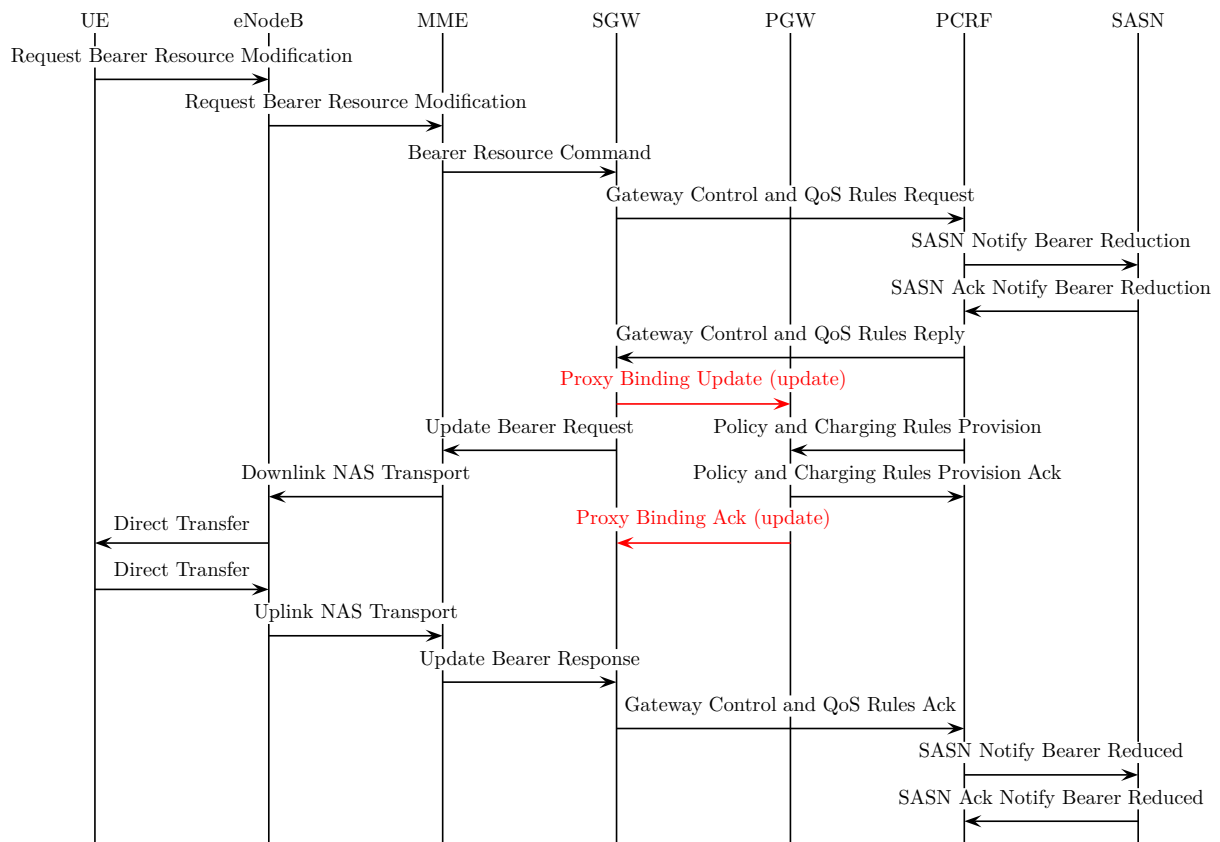 UE eNodeB MME SGW PGW PCRF SASN
Request Bearer Resource Modification
Request Bearer Resource Modification
Bearer Resource Command
Gateway Control and QoS Rules Request
SASN Notify Bearer Reduction
SASN Ack Notify Bearer Reduction
Gateway Control and QoS Rules Reply
Proxy Binding Update (update)
Update Bearer Request Policy and Charging Rules Provision
Downlink NAS Transport Policy and Charging Rules Provision Ack
Direct Transfer Proxy Binding Ack (update)
Direct Transfer
Uplink NAS Transport
Update Bearer Response
Gateway Control and QoS Rules Ack
SASN Notify Bearer Reduced
SASN Ack Notify Bearer Reduced